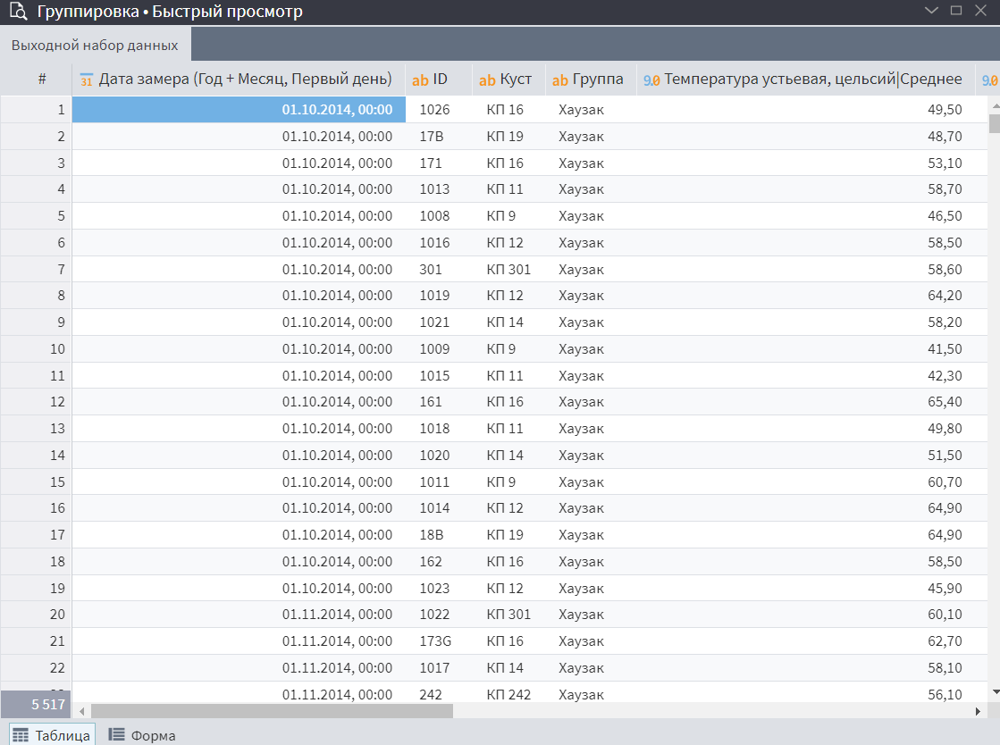 Группировка • Быстрый просмотр
Выходной набор данных
# 31 Дата замера (Год + Месяц, Первый день) ab ID ab Куст ab Группа 9.0 Температура устьевая, цельсий|Среднее 9.0
1 01.10.2014, 00:00 1026 КП 16 Хаузак 49,50
2 01.10.2014, 00:00 17В КП 19 Хаузак 48,70
3 01.10.2014, 00:00 171 КП 16 Хаузак 53,10
4 01.10.2014, 00:00 1013 КП 11 Хаузак 58,70
5 01.10.2014, 00:00 1008 КП 9 Хаузак 46,50
6 01.10.2014, 00:00 1016 КП 12 Хаузак 58,50
7 01.10.2014, 00:00 301 КП 301 Хаузак 58,60
8 01.10.2014, 00:00 1019 КП 12 Хаузак 64,20
9 01.10.2014, 00:00 1021 КП 14 Хаузак 58,20
10 01.10.2014, 00:00 1009 КП 9 Хаузак 41,50
11 01.10.2014, 00:00 1015 КП 11 Хаузак 42,30
12 01.10.2014, 00:00 161 КП 16 Хаузак 65,40
13 01.10.2014, 00:00 1018 КП 11 Хаузак 49,80
14 01.10.2014, 00:00 1020 КП 14 Хаузак 51,50
15 01.10.2014, 00:00 1011 КП 9 Хаузак 60,70
16 01.10.2014, 00:00 1014 КП 12 Хаузак 64,90
17 01.10.2014, 00:00 18В КП 19 Хаузак 64,90
18 01.10.2014, 00:00 162 КП 16 Хаузак 58,50
19 01.10.2014, 00:00 1023 КП 12 Хаузак 45,90
20 01.11.2014, 00:00 1022 КП 301 Хаузак 60,10
21 01.11.2014, 00:00 173G КП 16 Хаузак 62,70
22 01.11.2014, 00:00 1017 КП 14 Хаузак 58,10
01.11.2014, 00:00 242 КП 242 Хаузак 56,10
5 517
Таблица Форма